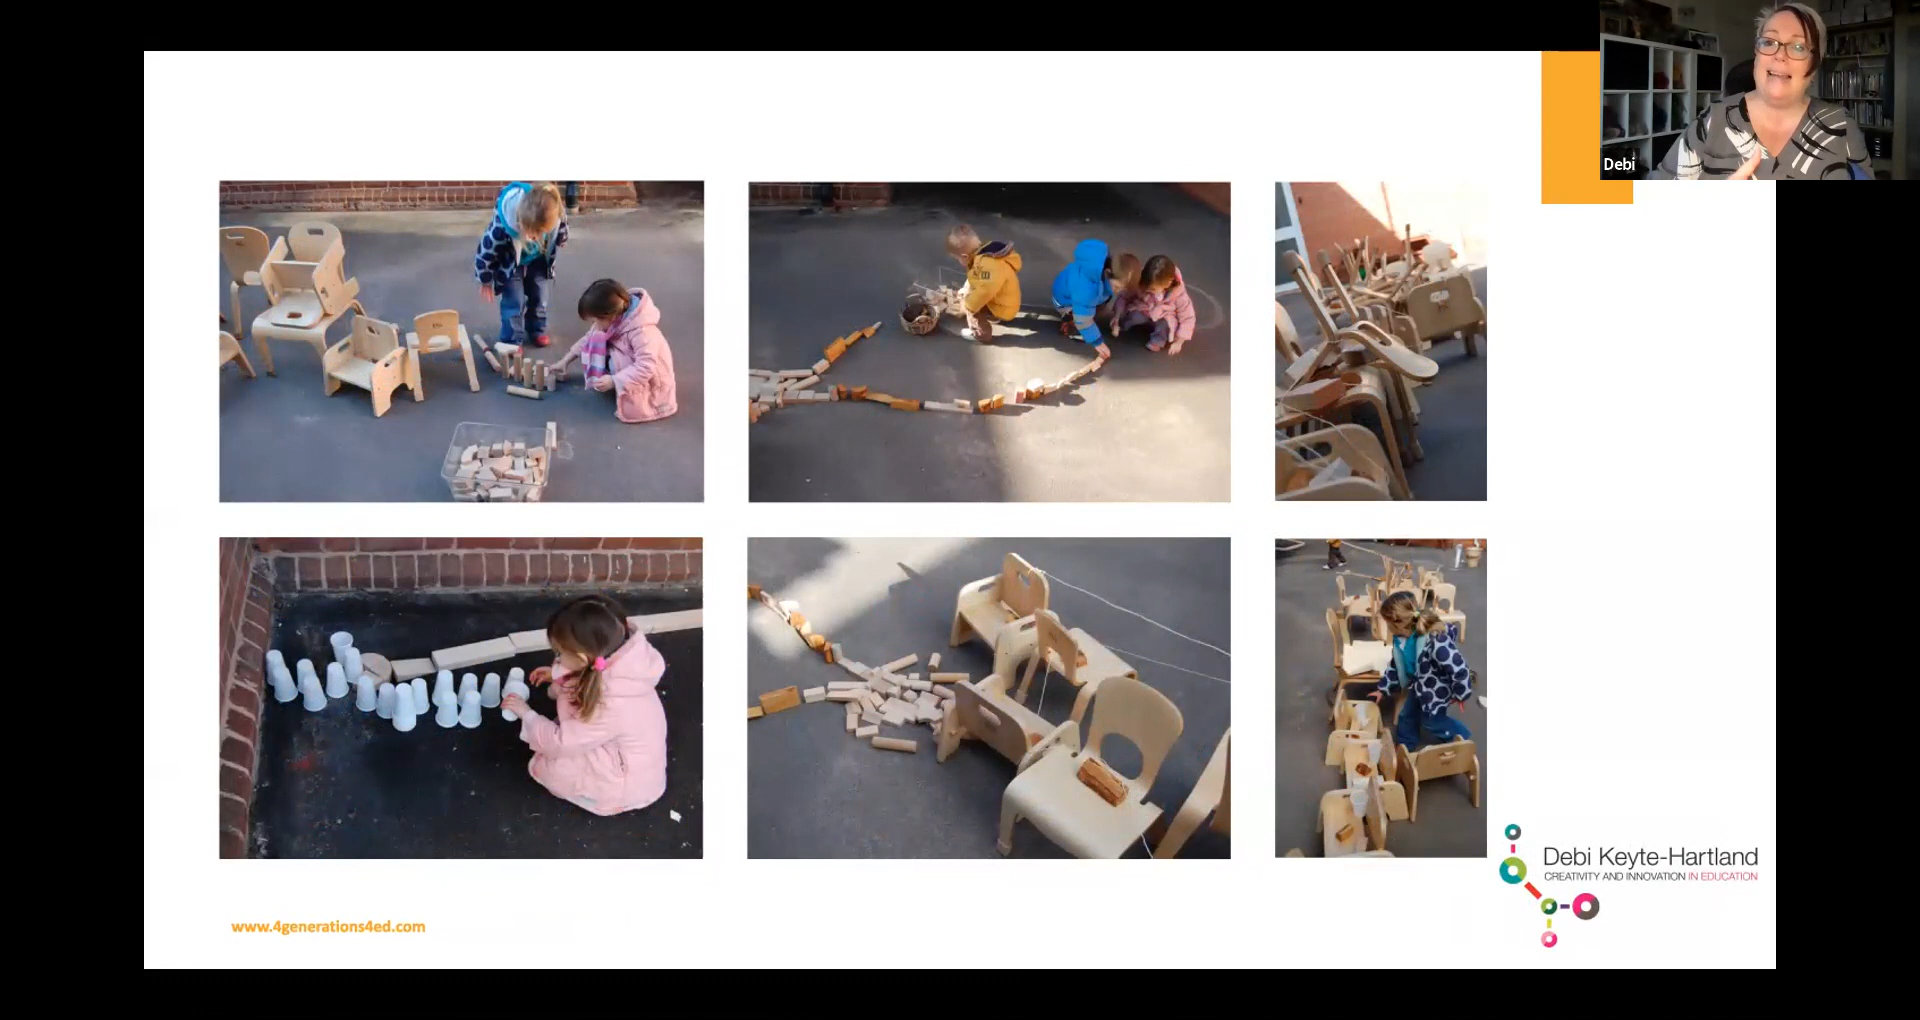 Debi
www.4generations4ed.com
Debi Keyte-Hartland
CREATIVITY AND INNOVATION IN EDUCATION